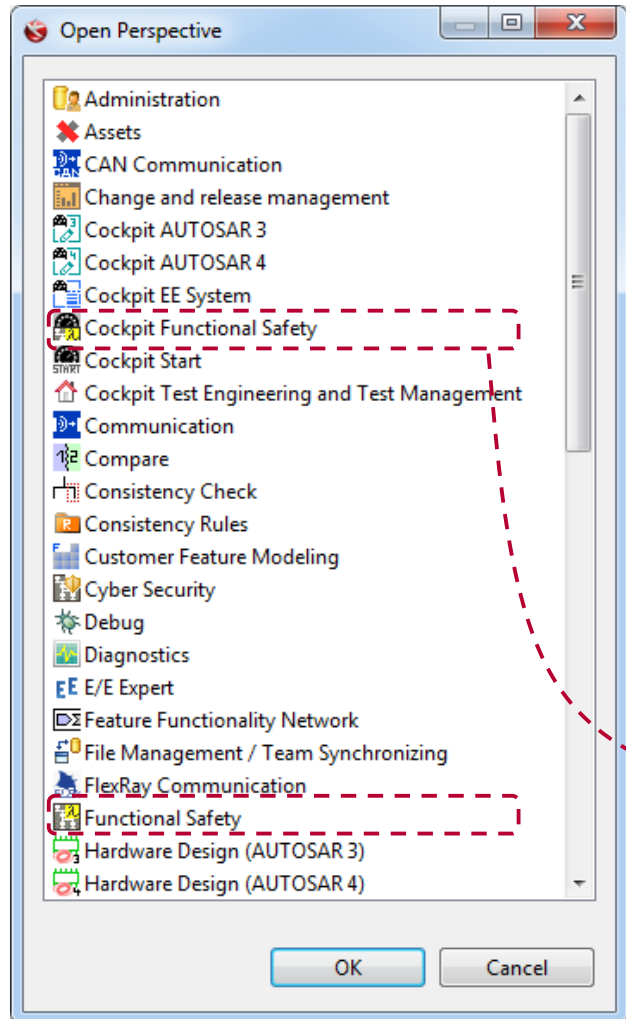 Open Perspective
Administration
Assets
CAN Communication
Change and release management
Cockpit AUTOSAR 3
Cockpit AUTOSAR 4
Cockpit EE System
Cockpit Functional Safety
START Cockpit Start
Cockpit Test Engineering and Test Management
Communication
Compare
Consistency Check
Consistency Rules
Customer Feature Modeling
Cyber Security
Debug
Diagnostics
EE E/E Expert
Feature Functionality Network
File Management / Team Synchronizing
FlexRay Communication
Functional Safety
Hardware Design (AUTOSAR 3)
Hardware Design (AUTOSAR 4)
OK Cancel